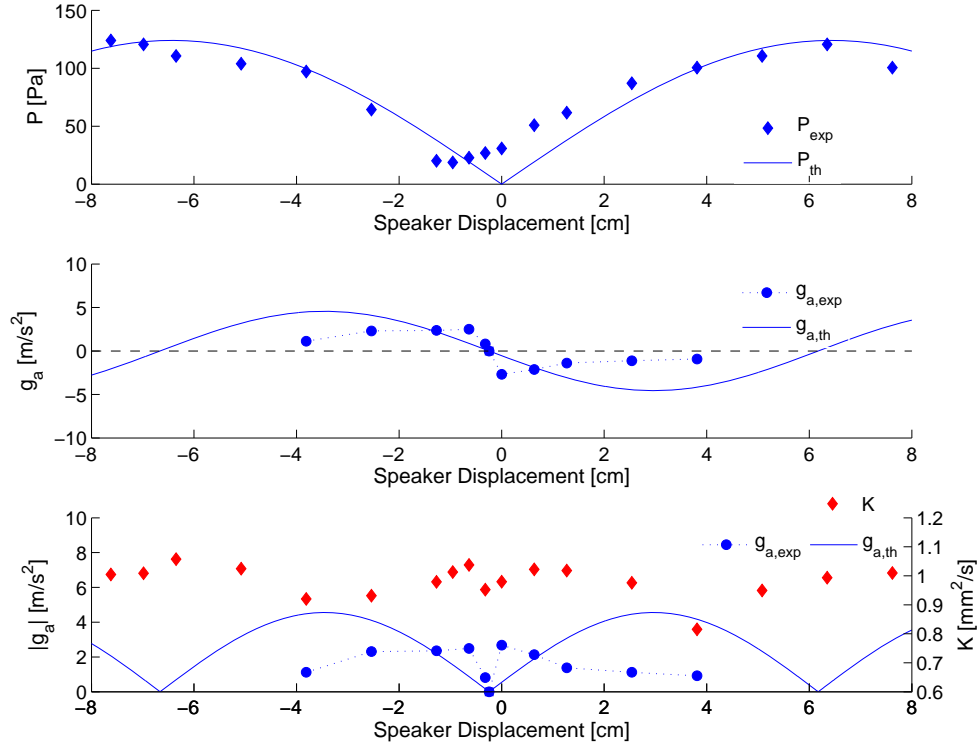 150
100
50
0
P [Pa]
P_exp
P_th
−8 −6 −4 −2 0 2 4 6 8
Speaker Displacement [cm]
10
5
0
−5
−10
g_a [m/s^2]
g_a,exp
g_a,th
−8 −6 −4 −2 0 2 4 6 8
Speaker Displacement [cm]
K
10
8
6
4
2
0
|g_a| [m/s^2]
g_a,exp g_a,th
1.2
1.1
1
0.9
0.8
0.7
0.6
K [mm^2/s]
−8 −6 −4 −2 0 2 4 6 8
Speaker Displacement [cm]